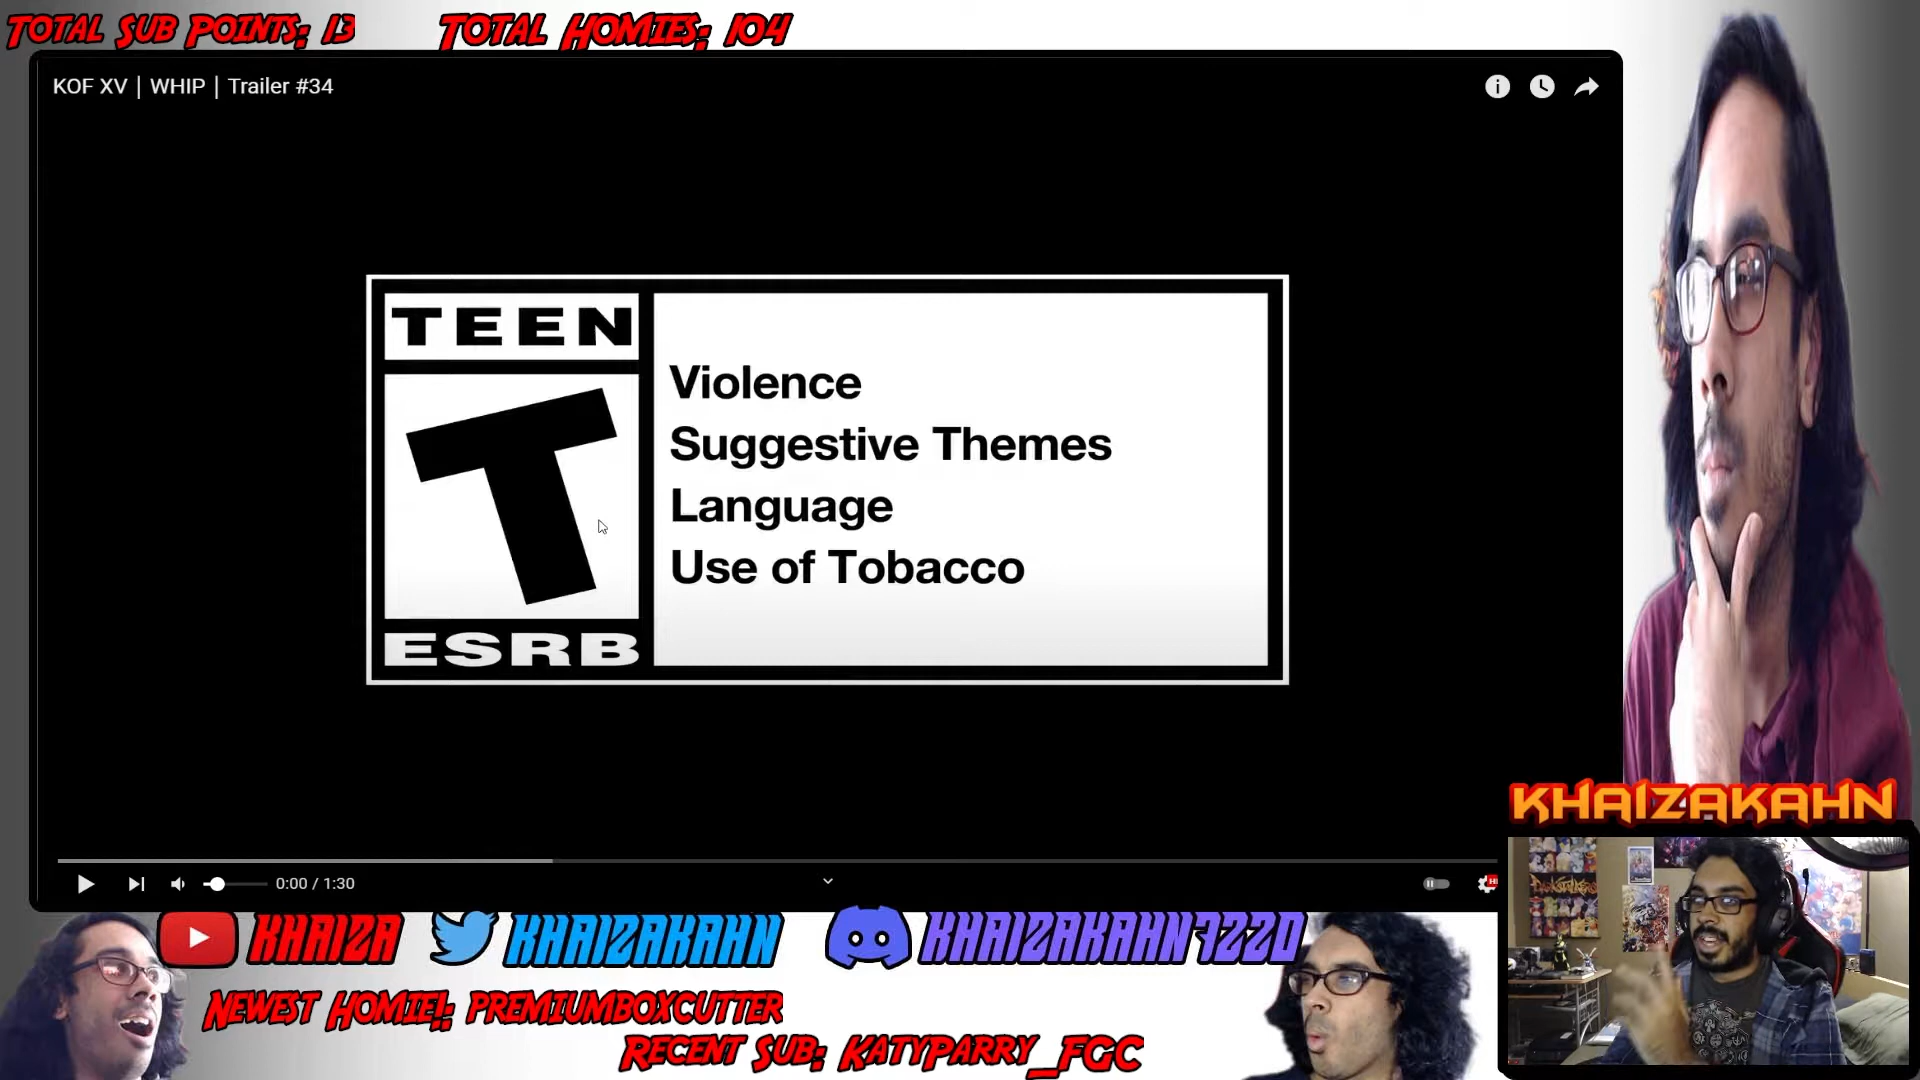 Total Sub Points: 13
Total Homies: 104
KOF XV | WHIP | Trailer #34
TEEN
T
ESRB
Violence
Suggestive Themes
Language
Use of Tobacco
0:00 / 1:30
KHAIZAKAHN
KHAIZA
KHAIZAKAHN
KHAIZAKAHN7220
Newest Homie!: premiumboxcutter
Recent Sub: KatyParry_FGC